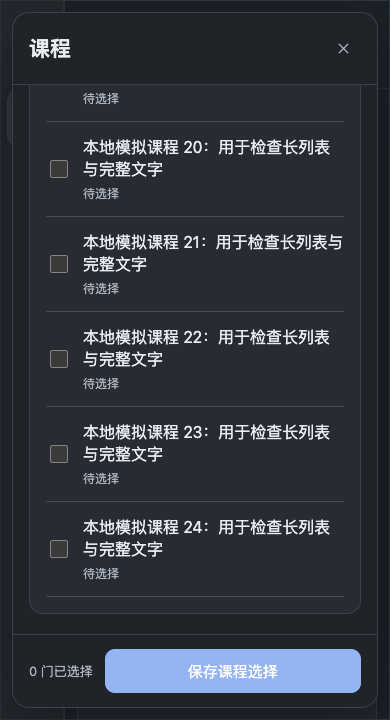 课程
待选择
本地模拟课程 20：用于检查长列表
与完整文字
待选择
本地模拟课程 21：用于检查长列表与
完整文字
待选择
本地模拟课程 22：用于检查长列表
与完整文字
待选择
本地模拟课程 23：用于检查长列表
与完整文字
待选择
本地模拟课程 24：用于检查长列表
与完整文字
待选择
0 门已选择
保存课程选择